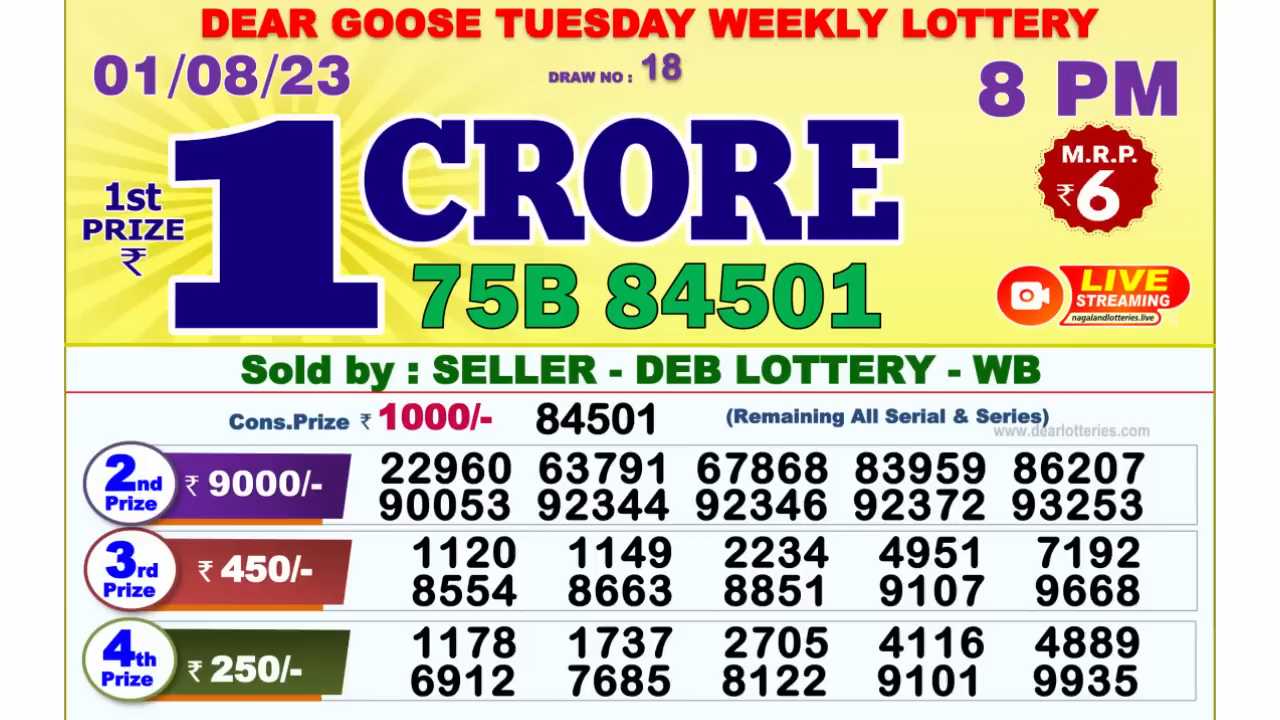 DEAR GOOSE TUESDAY WEEKLY LOTTERY
01/08/23
DRAW NO : 18
8 PM
1st
PRIZE
₹
1 CRORE
M.R.P.
₹6
75B 84501
LIVE
STREAMING
nagalandlotteries.live
Sold by : SELLER - DEB LOTTERY - WB
Cons.Prize ₹ 1000/- 84501 (Remaining All Serial & Series)
www.dearlotteries.com
2nd Prize ₹ 9000/-
22960 63791 67868 83959 86207
90053 92344 92346 92372 93253
3rd Prize ₹ 450/-
1120 1149 2234 4951 7192
8554 8663 8851 9107 9668
4th Prize ₹ 250/-
1178 1737 2705 4116 4889
6912 7685 8122 9101 9935